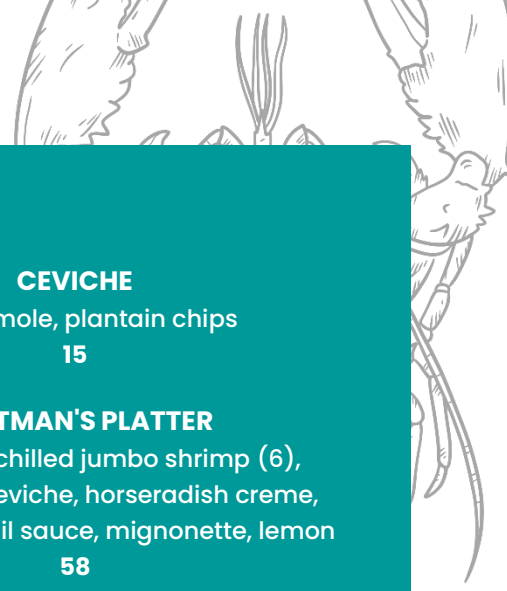 CEVICHE
mole, plantain chips
15
TMAN'S PLATTER
chilled jumbo shrimp (6),
eviche, horseradish creme,
il sauce, mignonette, lemon
58